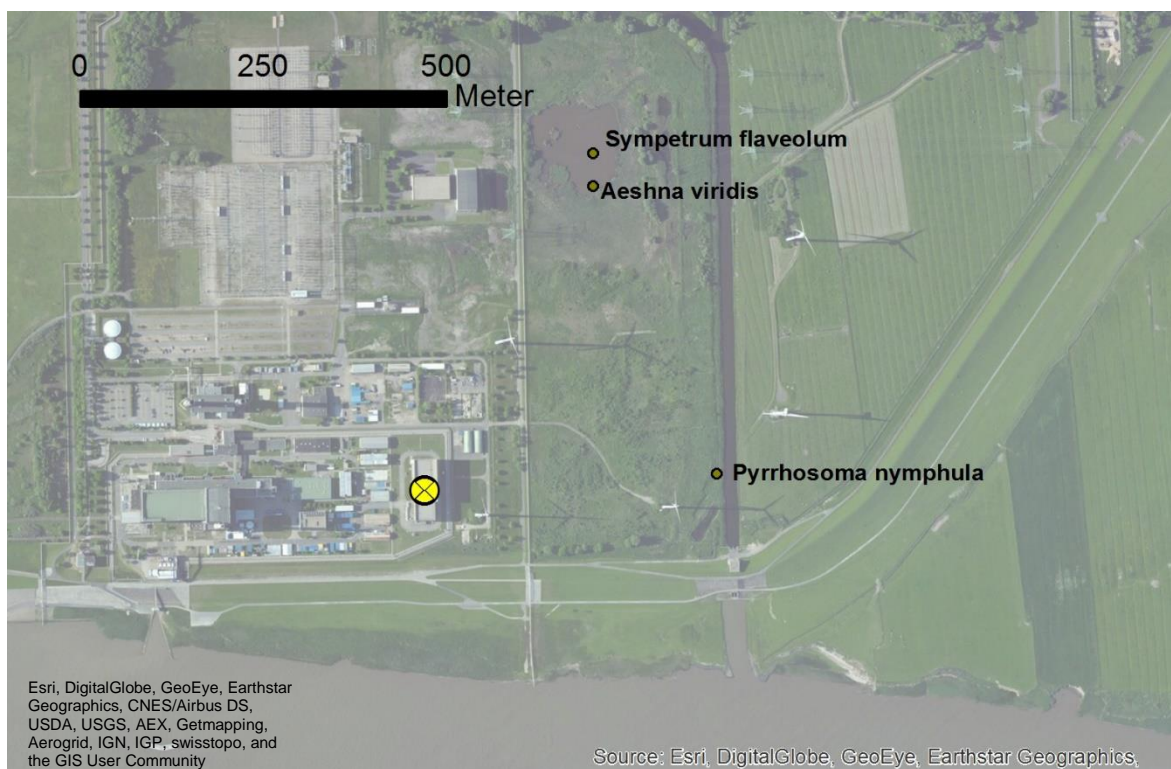 0 250 500
Meter
Sympetrum flaveolum
Aeshna viridis
Pyrrhosoma nymphula
Esri, DigitalGlobe, GeoEye, Earthstar
Geographics, CNES/Airbus DS,
USDA, USGS, AEX, Getmapping,
Aerogrid, IGN, IGP, swisstopo, and
the GIS User Community
Source: Esri, DigitalGlobe, GeoEye, Earthstar Geographics,